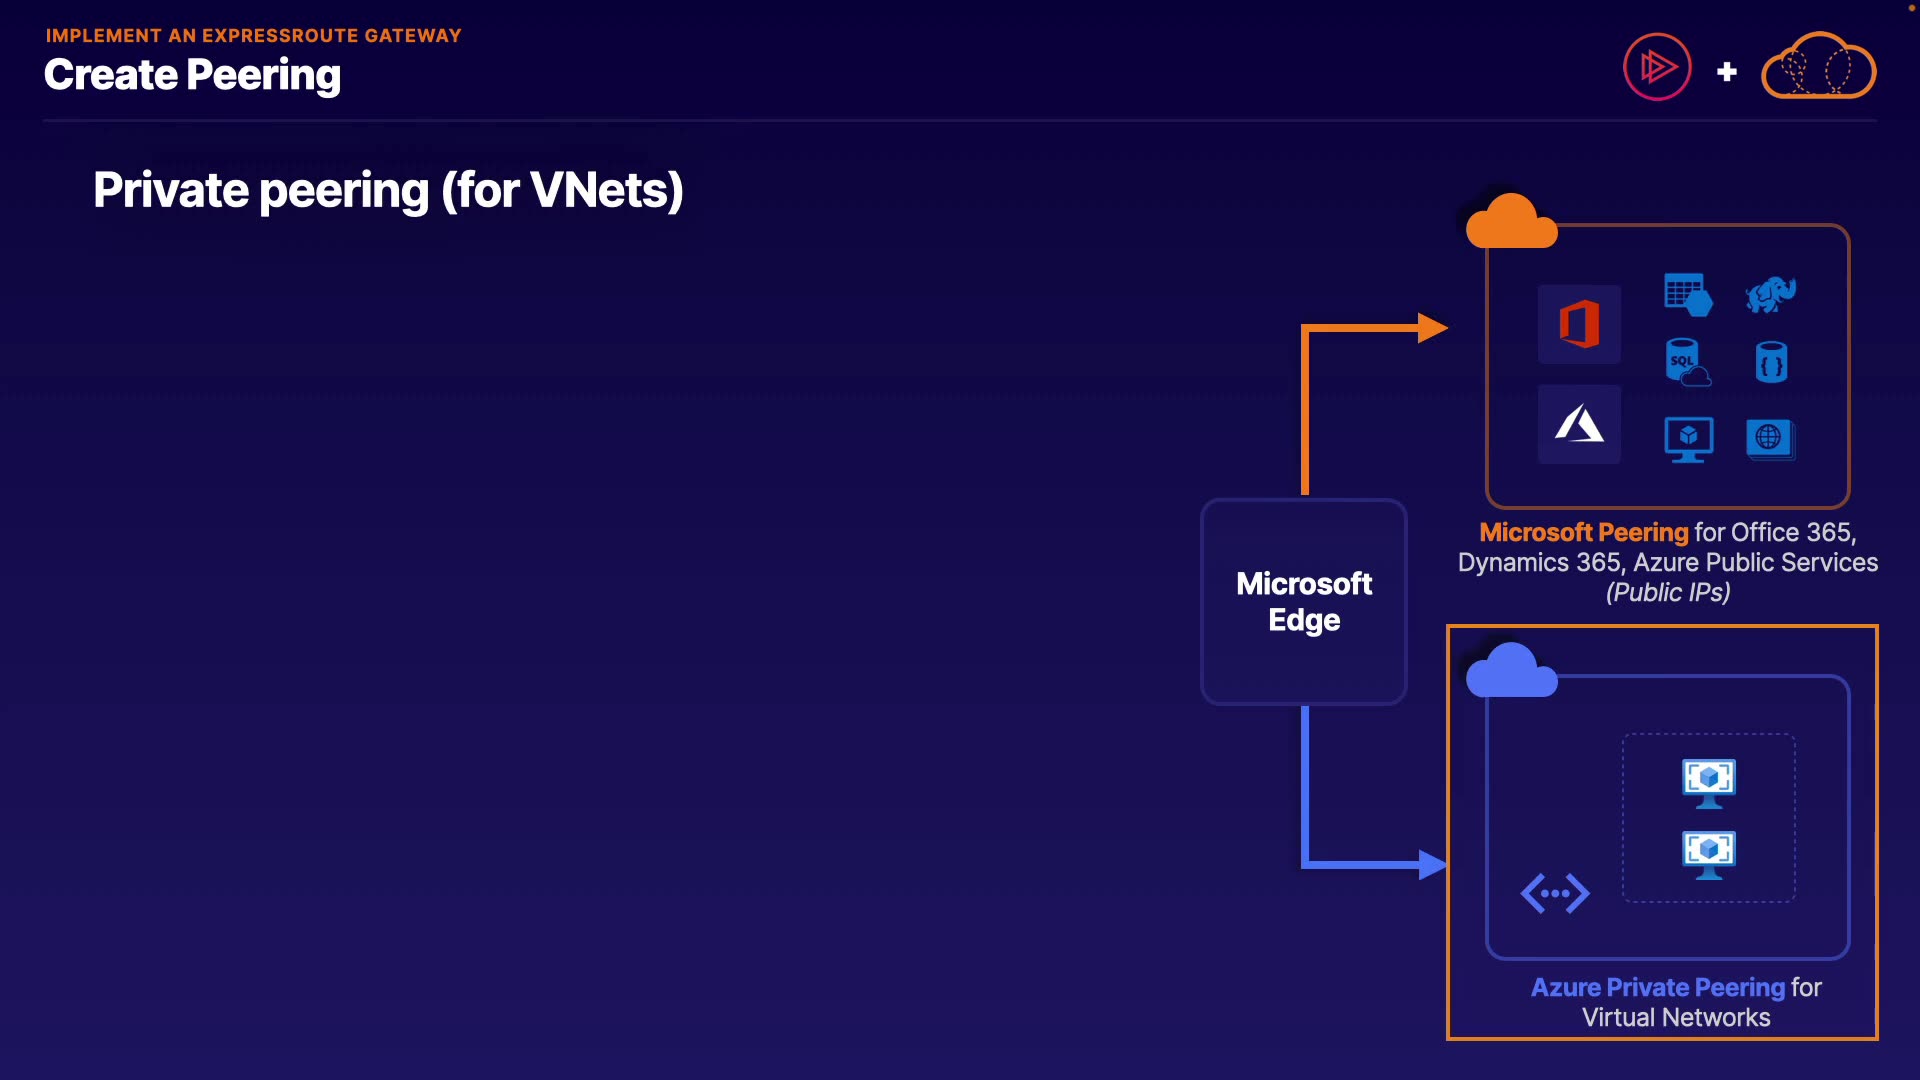 IMPLEMENT AN EXPRESSROUTE GATEWAY
Create Peering
Private peering (for VNets)
SQL
Microsoft Peering for Office 365,
Dynamics 365, Azure Public Services
(Public IPs)
Microsoft
Edge
Azure Private Peering for
Virtual Networks